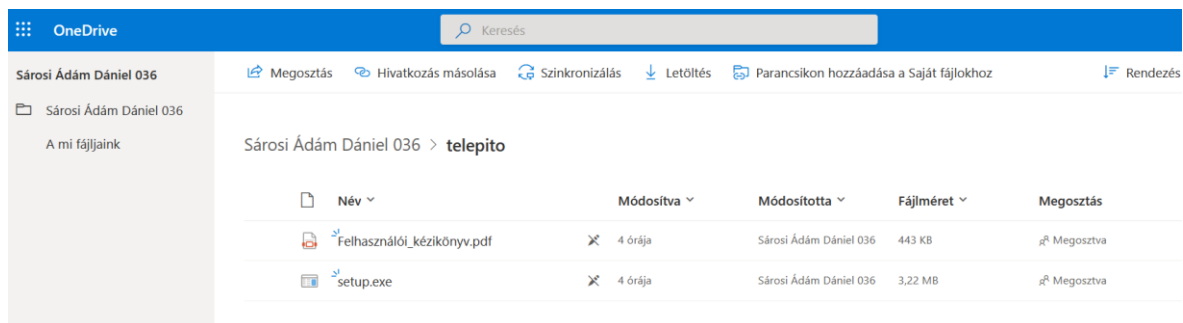 OneDrive
Keresés
Sárosi Ádám Dániel 036
Sárosi Ádám Dániel 036
A mi fájljaink
Megosztás Hivatkozás másolása Szinkronizálás Letöltés Parancsikon hozzáadása a Saját fájlokhoz Rendezés
Sárosi Ádám Dániel 036 > telepito
Név Módosítva Módosította Fájlméret Megosztás
Felhasználói_kézikönyv.pdf 4 órája Sárosi Ádám Dániel 036 443 KB Megosztva
setup.exe 4 órája Sárosi Ádám Dániel 036 3,22 MB Megosztva